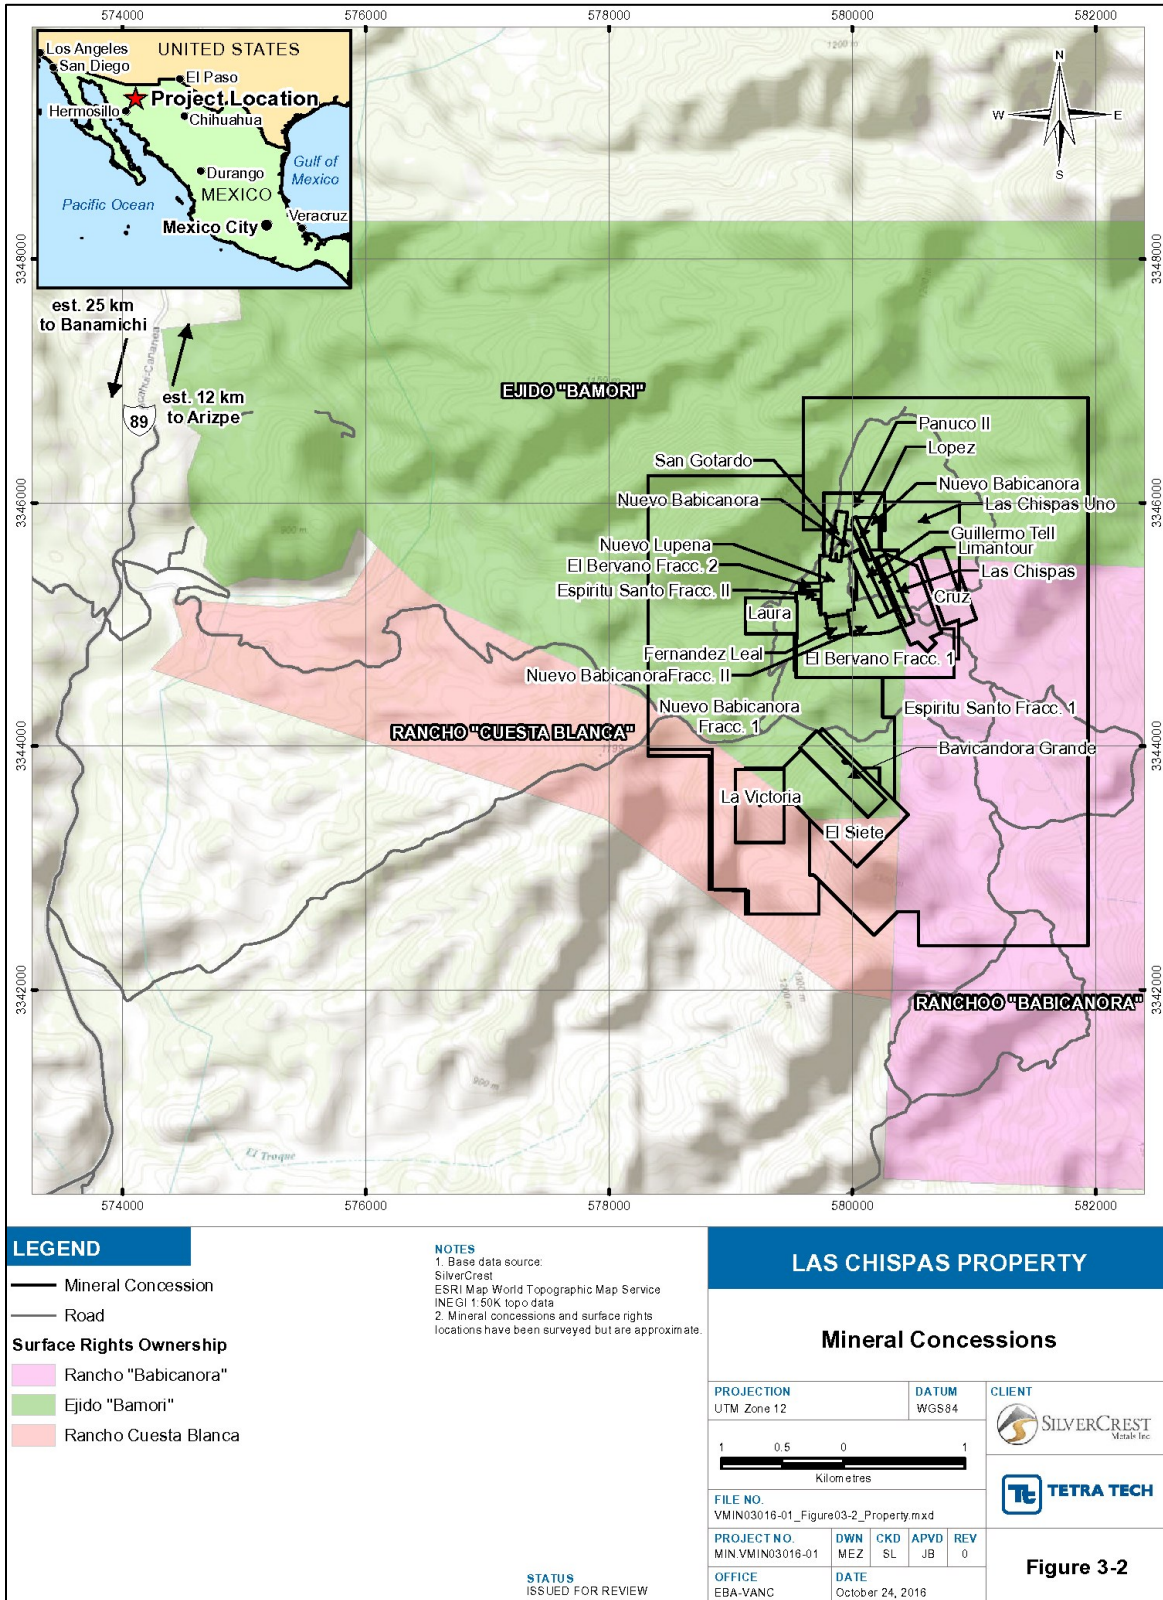 574000
576000
578000
580000
582000
Los Angeles
San Diego
UNITED STATES
El Paso
Project Location
Hermosillo
Chihuahua
Gulf of
Mexico
Durango
MEXICO
Pacific Ocean
Veracruz
Mexico City
N
W
E
S
1200 m
3348000
3348000
est. 25 km
to Banamichi
est. 12 km
to Arizpe
89
EJIDO "BAMORI"
Panuco II
Lopez
San Gotardo
Nuevo Babicanora
Nuevo Babicanora
Las Chispas Uno
3346000
3346000
Guillermo Tell
Nuevo Lupena
Limantour
El Bervano Fracc. 2
Las Chispas
Espiritu Santo Fracc. II
Cruz
Laura
900 m
Fernandez Leal
El Bervano Fracc. 1
Nuevo BabicanoraFracc. II
Nuevo Babicanora
Fracc. 1
Espiritu Santo Fracc. 1
RANCHO "CUESTA BLANCA"
3344000
3344000
Bavicandora Grande
La Victoria
El Siete
3342000
3342000
RANCHOO "BABICANORA"
1200 m
900 m
El Troque
574000
576000
578000
580000
582000
LEGEND
Mineral Concession
Road
Surface Rights Ownership
Rancho "Babicanora"
Ejido "Bamori"
Rancho Cuesta Blanca
NOTES
1. Base data source:
SilverCrest
ESRI Map World Topographic Map Service
INEGI 1:50K topo data
2. Mineral concessions and surface rights
locations have been surveyed but are approximate.
STATUS
ISSUED FOR REVIEW
LAS CHISPAS PROPERTY
Mineral Concessions
PROJECTION
UTM Zone 12
DATUM
WGS84
CLIENT
SILVERCREST
Metals Inc
1 0.5 0 1
Kilometres
TETRA TECH
FILE NO.
VMIN03016-01_Figure03-2_Property.mxd
PROJECT NO.
MIN.VMIN03016-01
DWN
MEZ
CKD
SL
APVD
JB
REV
0
OFFICE
EBA-VANC
DATE
October 24, 2016
Figure 3-2